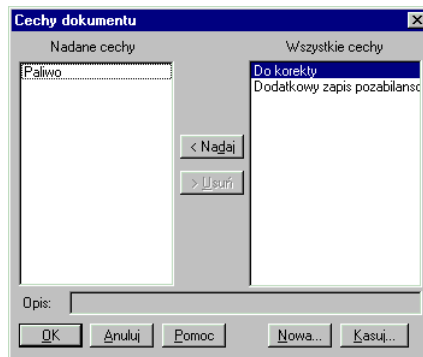 Cechy dokumentu
Nadane cechy
Wszystkie cechy
Paliwo
Do korekty
Dodatkowy zapis pozabilansc
< Nadaj
> Usuń
Opis:
OK Anuluj Pomoc Nowa... Kasuj...